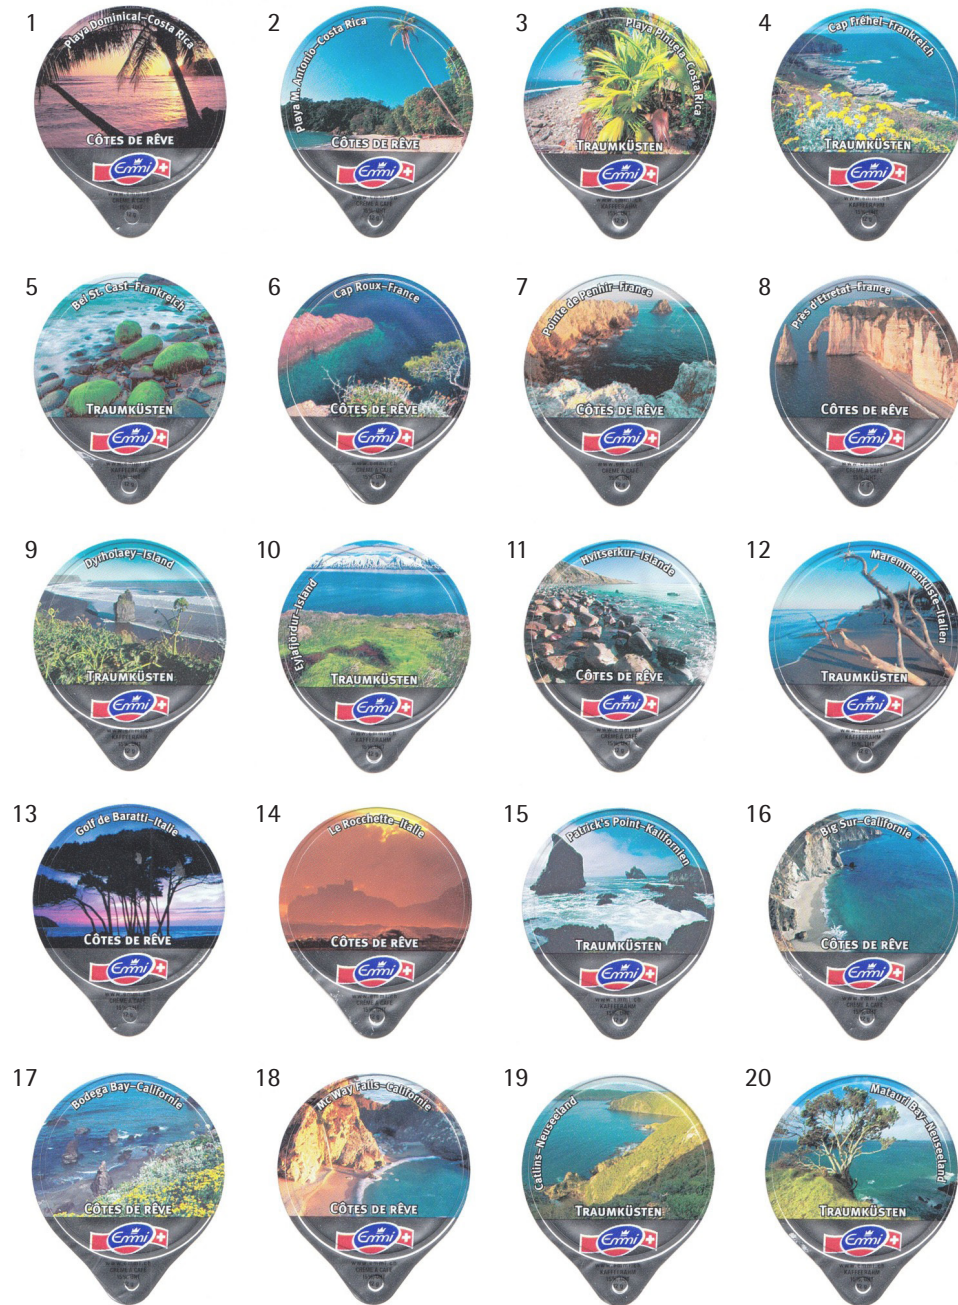 1
Playa Dominical–Costa Rica
CÔTES DE RÊVE
Emmi
2
Playa M. Antonio–Costa Rica
CÔTES DE RÊVE
Emmi
3
Playa Pinuela–Costa Rica
TRAUMKÜSTEN
Emmi
4
Cap Fréhel–Frankreich
TRAUMKÜSTEN
Emmi
5
Bei St. Cast–Frankreich
TRAUMKÜSTEN
Emmi
6
Cap Roux–France
CÔTES DE RÊVE
Emmi
7
Pointe de Penhir–France
CÔTES DE RÊVE
Emmi
8
Près d'Etretat–France
CÔTES DE RÊVE
Emmi
9
Dyrholaey–Island
TRAUMKÜSTEN
Emmi
10
Eyjafjördur–Island
TRAUMKÜSTEN
Emmi
11
Hvitserkur–Islande
CÔTES DE RÊVE
Emmi
12
Maremmenküste–Italien
TRAUMKÜSTEN
Emmi
13
Golf de Baratti–Italie
CÔTES DE RÊVE
Emmi
14
Le Rocchette–Italie
CÔTES DE RÊVE
Emmi
15
Patrick's Point–Kalifornien
TRAUMKÜSTEN
Emmi
16
Big Sur–Californie
CÔTES DE RÊVE
Emmi
17
Bodega Bay–Californie
CÔTES DE RÊVE
Emmi
18
Mc Way Falls–Californie
CÔTES DE RÊVE
Emmi
19
Catlins–Neuseeland
TRAUMKÜSTEN
Emmi
20
Matauri Bay–Neuseeland
TRAUMKÜSTEN
Emmi